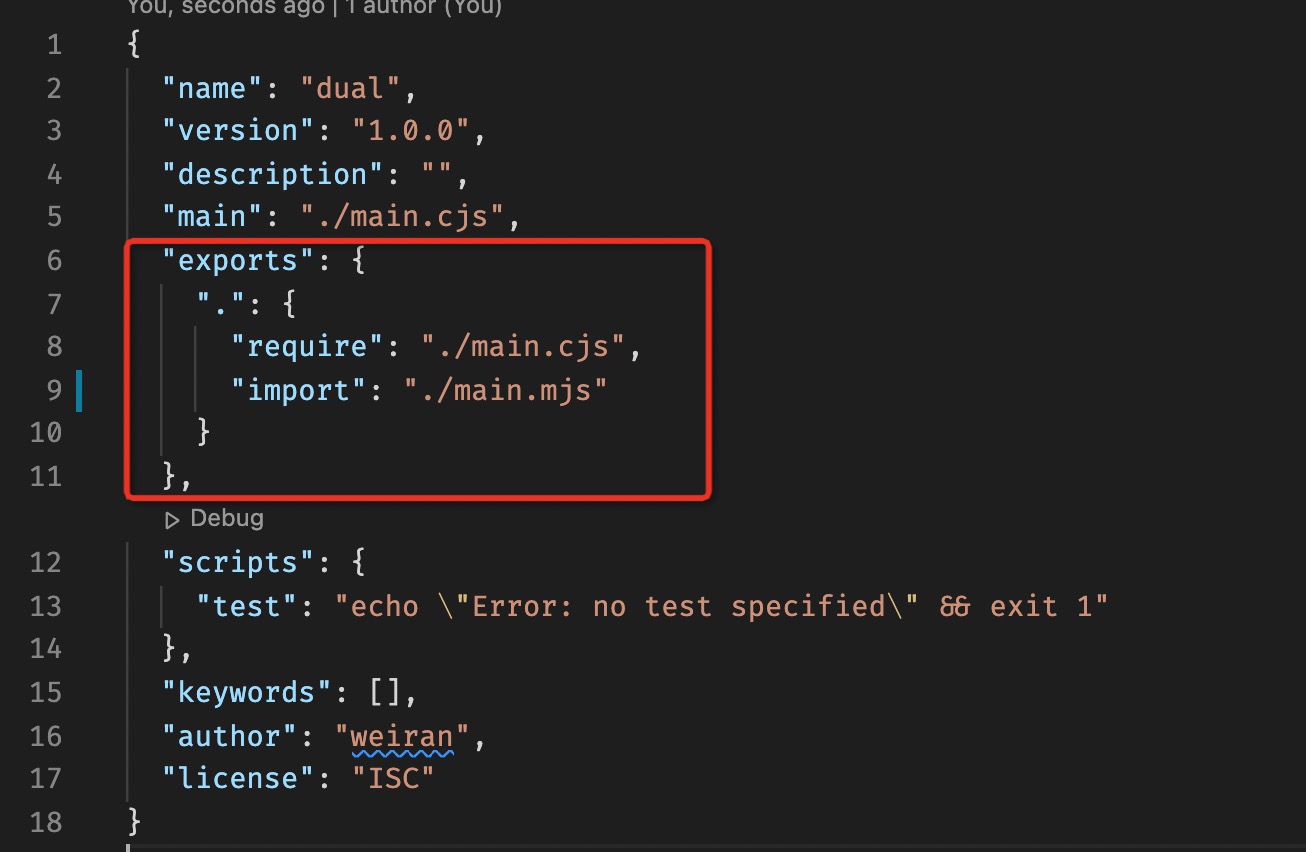 You, seconds ago | 1 author (You)
1 {
2 "name": "dual",
3 "version": "1.0.0",
4 "description": "",
5 "main": "./main.cjs",
6 "exports": {
7 ".": {
8 "require": "./main.cjs",
9 "import": "./main.mjs"
10 }
11 },
Debug
12 "scripts": {
13 "test": "echo \"Error: no test specified\" && exit 1"
14 },
15 "keywords": [],
16 "author": "weiran",
17 "license": "ISC"
18 }